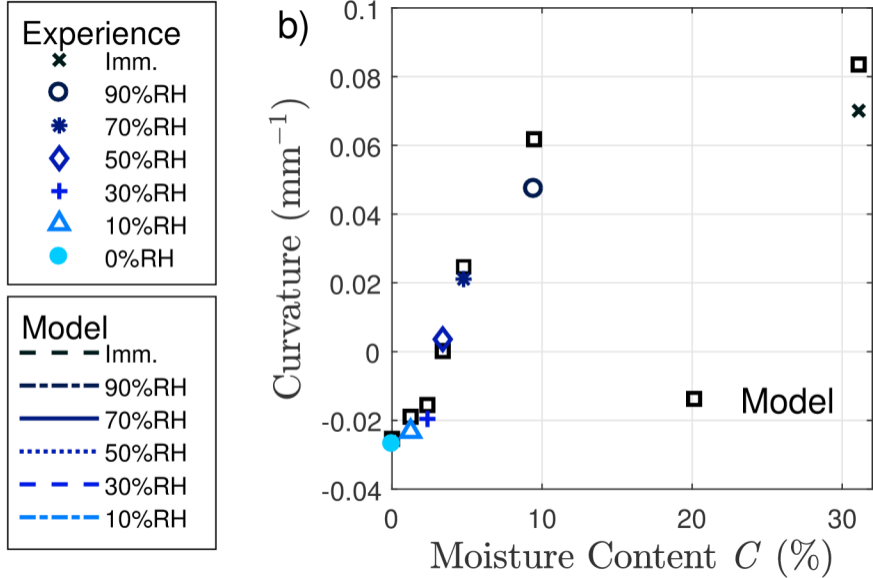 Experience
Imm.
90%RH
70%RH
50%RH
30%RH
10%RH
0%RH
Model
Imm.
90%RH
70%RH
50%RH
30%RH
10%RH
b)
Curvature (mm⁻¹)
0.1
0.08
0.06
0.04
0.02
0
-0.02
-0.04
Model
0 10 20 30
Moisture Content C (%)